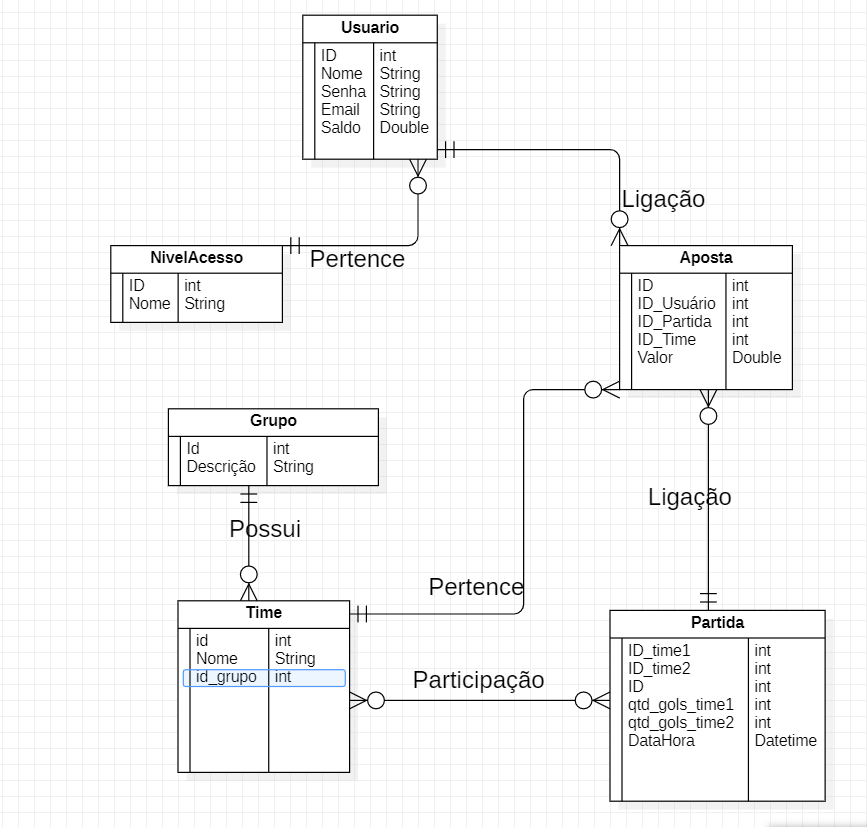 Usuario
ID int
Nome String
Senha String
Email String
Saldo Double
Ligação
NivelAcesso
ID int
Nome String
Pertence
Aposta
ID int
ID_Usuário int
ID_Partida int
ID_Time int
Valor Double
Grupo
Id int
Descrição String
Possui
Ligação
Pertence
Time
id int
Nome String
id_grupo int
Participação
Partida
ID_time1 int
ID_time2 int
ID int
qtd_gols_time1 int
qtd_gols_time2 int
DataHora Datetime